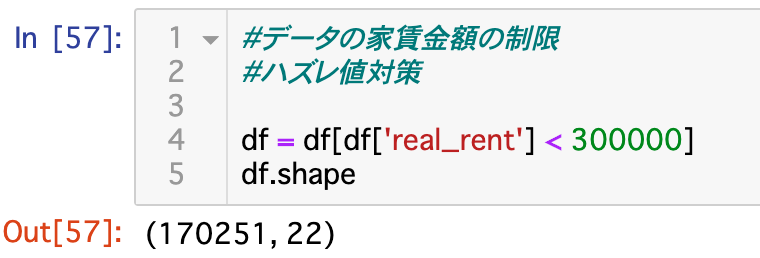 In [57]:
1 #データの家賃金額の制限
2 #ハズレ値対策
3
4 df = df[df['real_rent'] < 300000]
5 df.shape
Out[57]: (170251, 22)